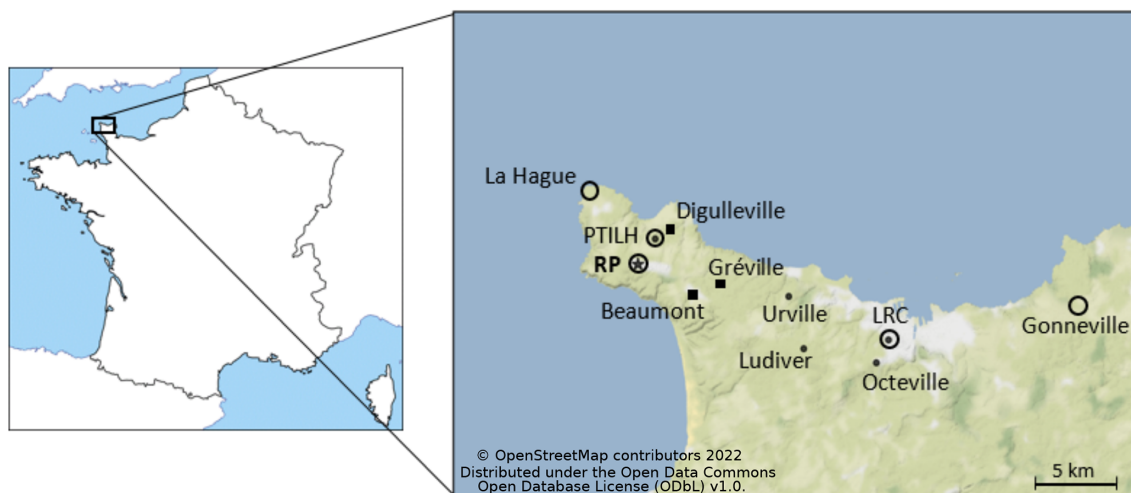 La Hague
Digulleville
PTILH
RP
Gréville
Beaumont
Urville
LRC
Gonneville
Ludiver
Octeville
© OpenStreetMap contributors 2022
Distributed under the Open Data Commons
Open Database License (ODbL) v1.0.
5 km